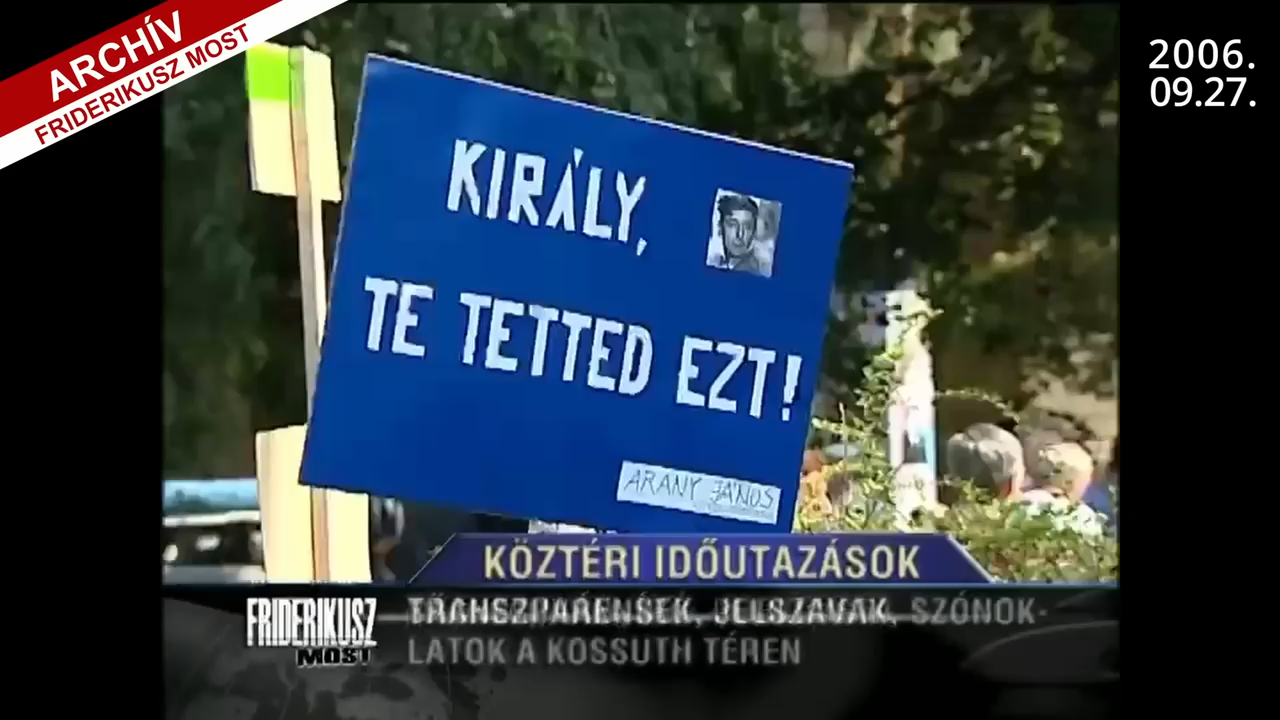 ARCHÍV
FRIDERIKUSZ MOST
2006.
09.27.
KIRÁLY,
TE TETTED EZT!
ARANY JÁNOS
KÖZTÉRI IDŐUTAZÁSOK
FRIDERIKUSZ
MOST
TRANSZPARENSEK, JELSZAVAK, SZÓNOK-
LATOK A KOSSUTH TÉREN